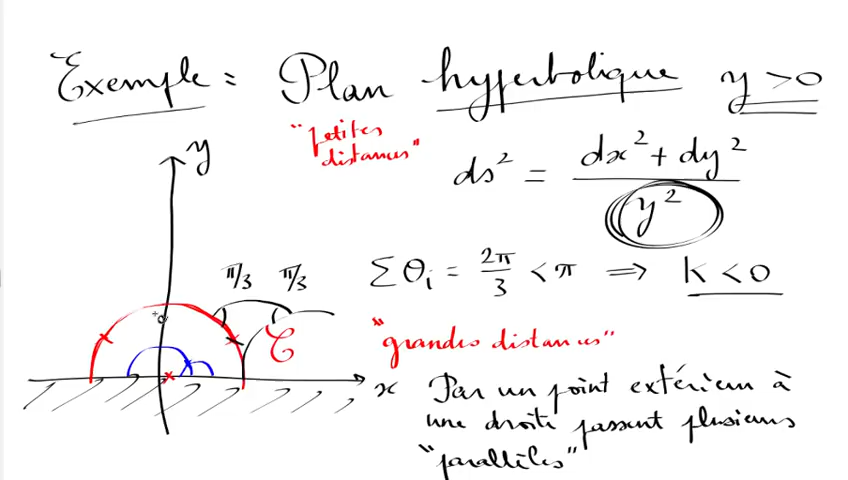 Exemple = Plan hyperbolique y > 0
"petites
distances"
ds² = (dx² + dy²) / y²
y
π/3 π/3
Σθi = 2π/3 < π ⇒ k < 0
C
"grandes distances"
x
Par un point extérieur à
une droite passent plusieurs
"parallèles"